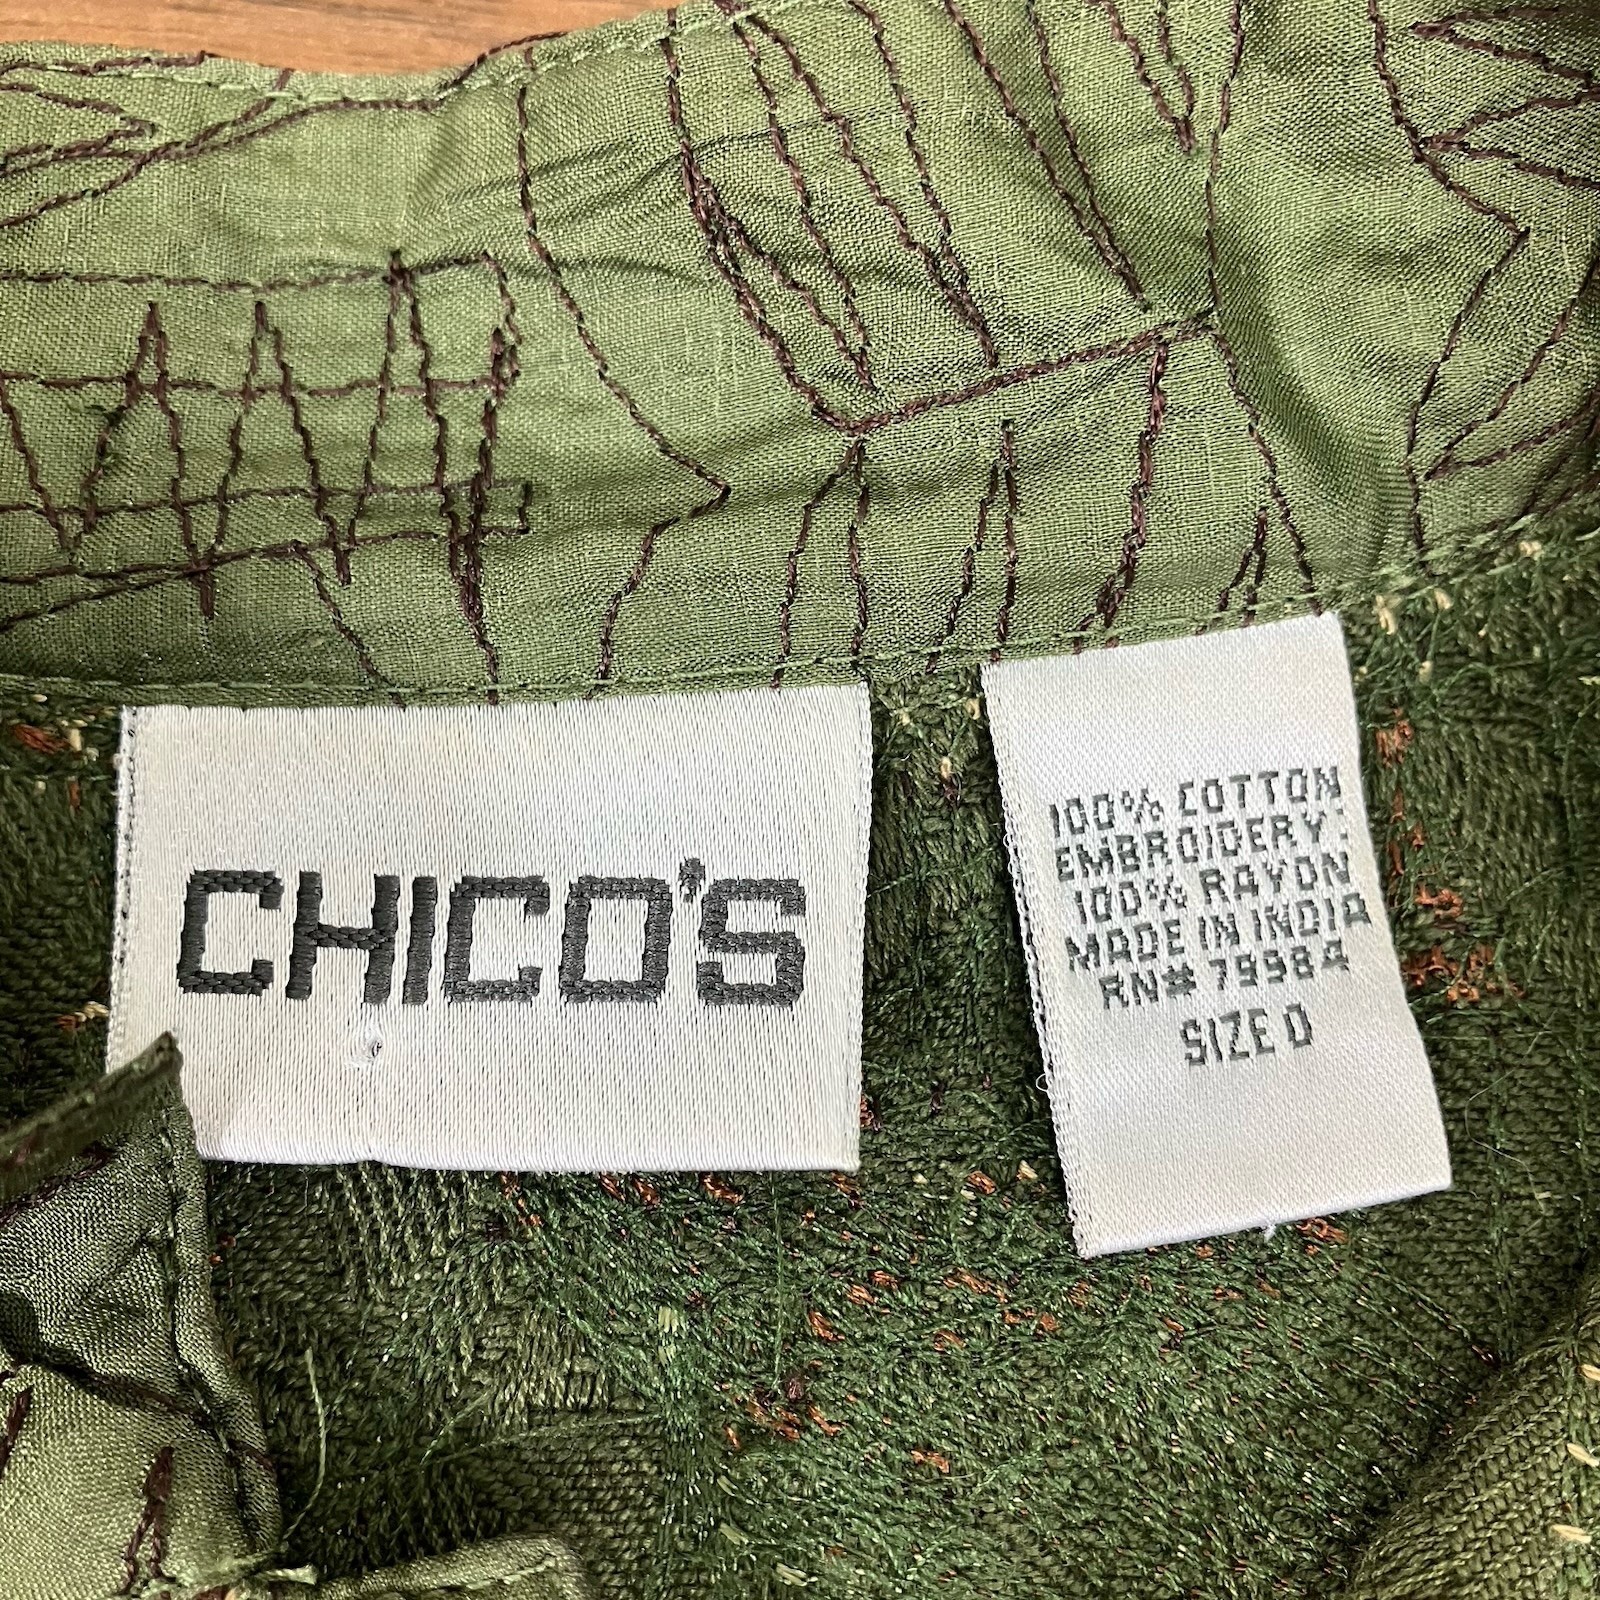 CHICO'S
100% COTTON
EMBROIDERY:
100% RAYON
MADE IN INDIA
RN# 79984
SIZE 0